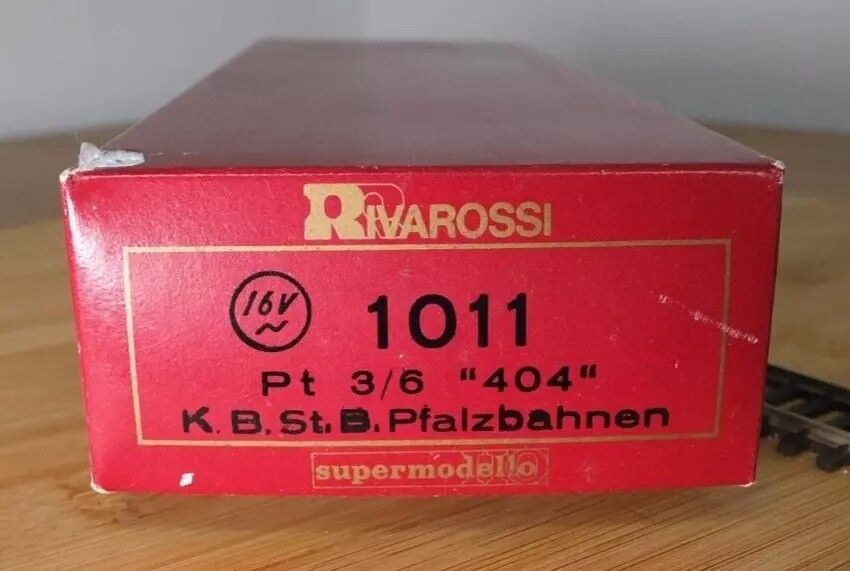 RIVAROSSI
16V
~
1011
Pt 3/6 "404"
K.B.St.B. Pfalzbahnen
supermodello